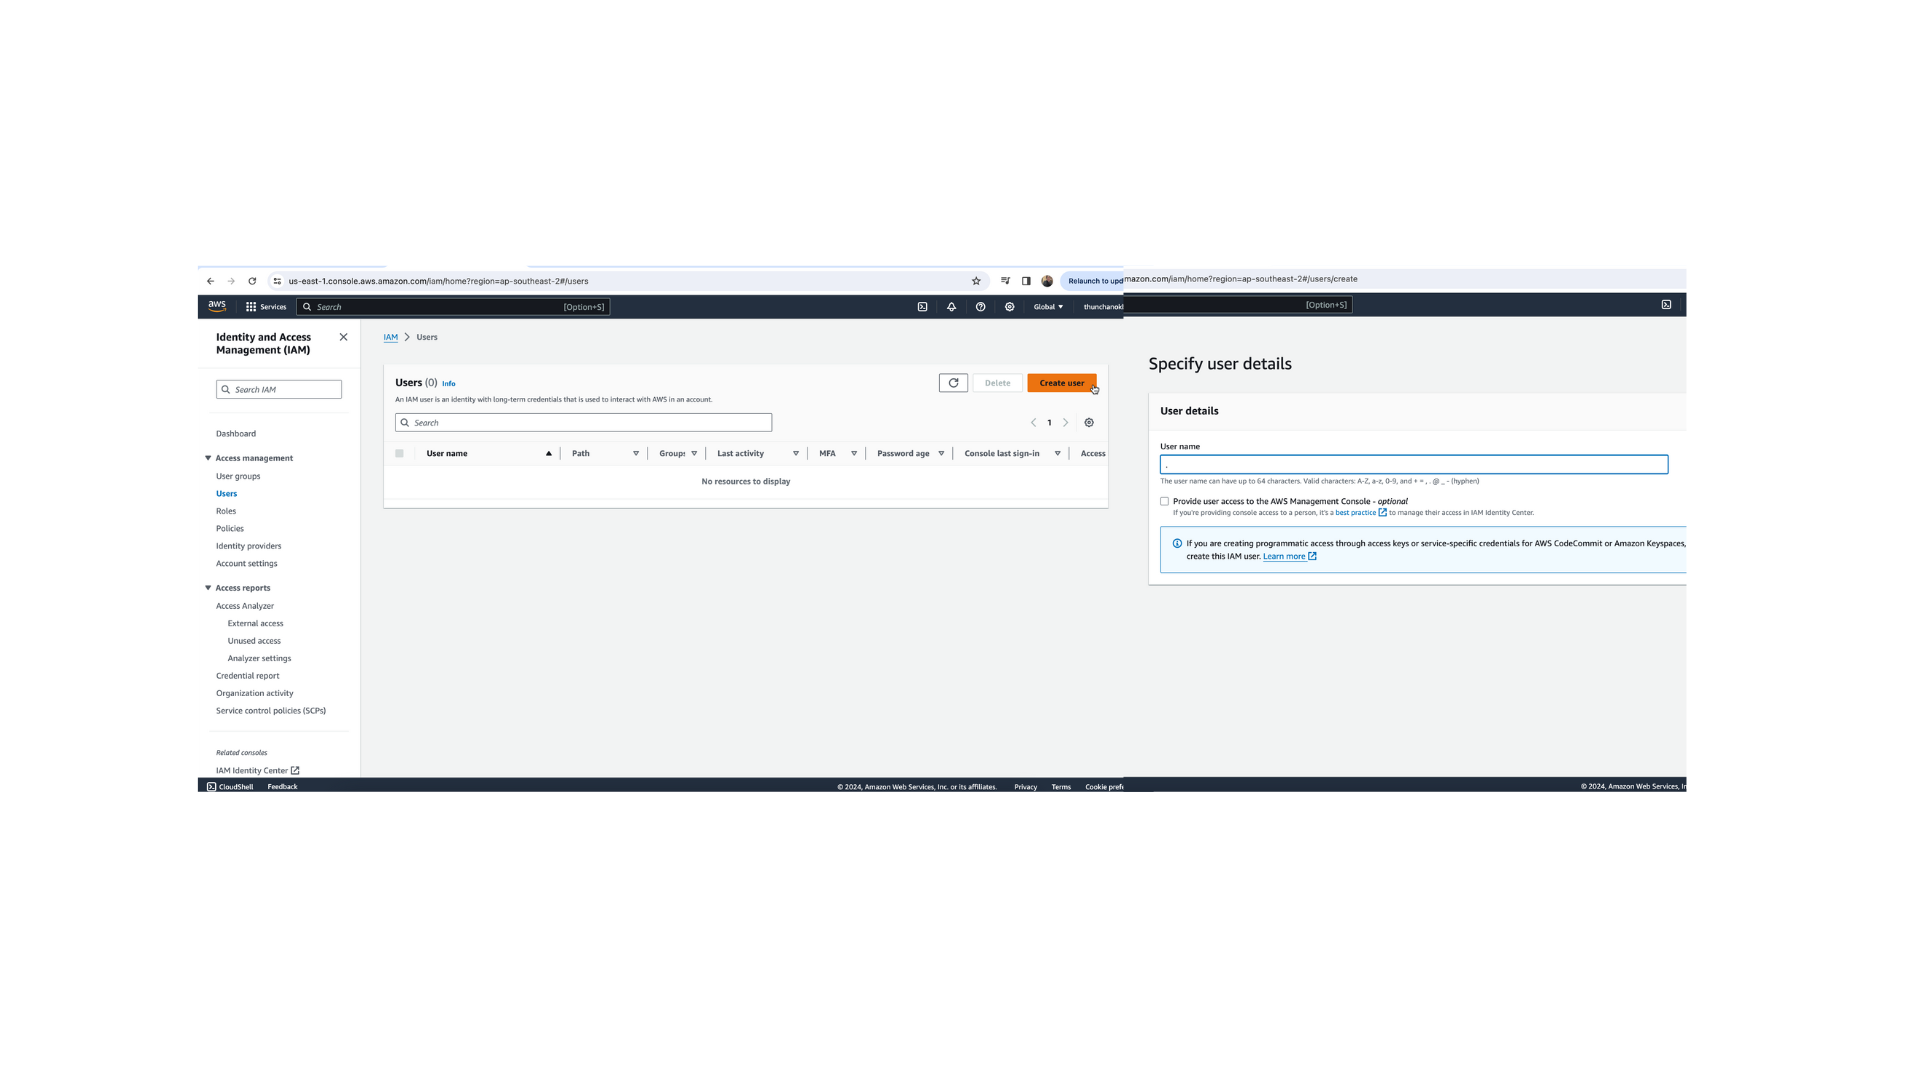 us-east-1.console.aws.amazon.com/iam/home?region=ap-southeast-2#/users
Relaunch to upd
aws
Services
Search
[Option+S]
Global
thunchanok
Identity and Access
Management (IAM)
Search IAM
Dashboard
Access management
User groups
Users
Roles
Policies
Identity providers
Account settings
Access reports
Access Analyzer
External access
Unused access
Analyzer settings
Credential report
Organization activity
Service control policies (SCPs)
Related consoles
IAM Identity Center
IAM > Users
Users (0) Info
Delete
Create user
An IAM user is an identity with long-term credentials that is used to interact with AWS in an account.
Search
1
User name
Path
Group:
Last activity
MFA
Password age
Console last sign-in
Access
No resources to display
CloudShell
Feedback
© 2024, Amazon Web Services, Inc. or its affiliates.
Privacy
Terms
Cookie prefe
mazon.com/iam/home?region=ap-southeast-2#/users/create
[Option+S]
Specify user details
User details
User name
.
The user name can have up to 64 characters. Valid characters: A-Z, a-z, 0-9, and + = , . @ _ - (hyphen)
Provide user access to the AWS Management Console - optional
If you're providing console access to a person, it's a best practice to manage their access in IAM Identity Center.
If you are creating programmatic access through access keys or service-specific credentials for AWS CodeCommit or Amazon Keyspaces,
create this IAM user. Learn more
© 2024, Amazon Web Services, In